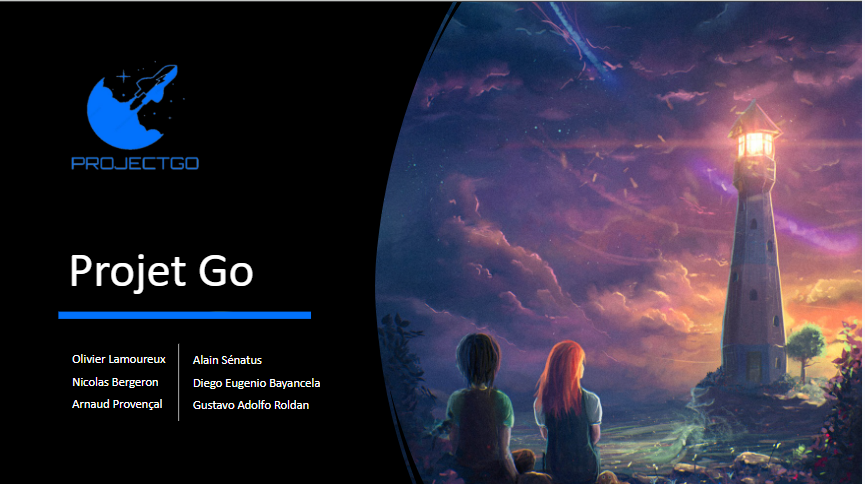 PROJECTGO
Projet Go
Olivier Lamoureux
Nicolas Bergeron
Arnaud Provençal
Alain Sénatus
Diego Eugenio Bayancela
Gustavo Adolfo Roldan